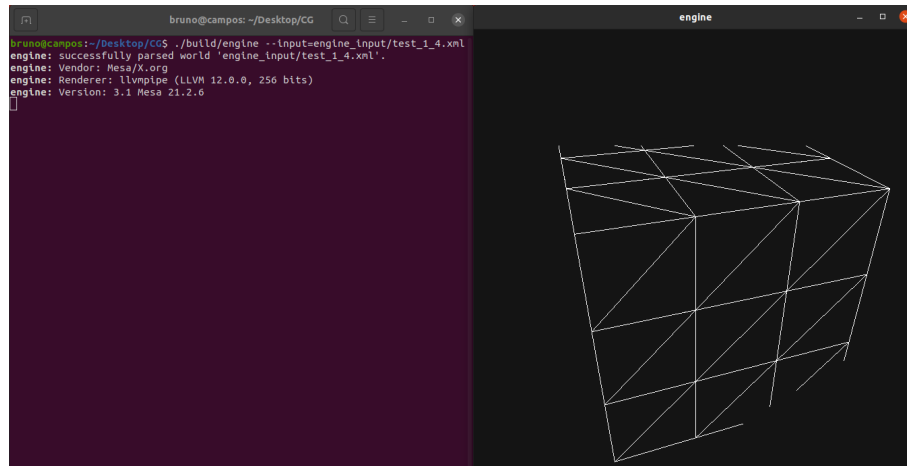 bruno@campos: ~/Desktop/CG
engine
bruno@campos:~/Desktop/CG$ ./build/engine --input=engine_input/test_1_4.xml
engine: successfully parsed world 'engine_input/test_1_4.xml'.
engine: Vendor: Mesa/X.org
engine: Renderer: llvmpipe (LLVM 12.0.0, 256 bits)
engine: Version: 3.1 Mesa 21.2.6